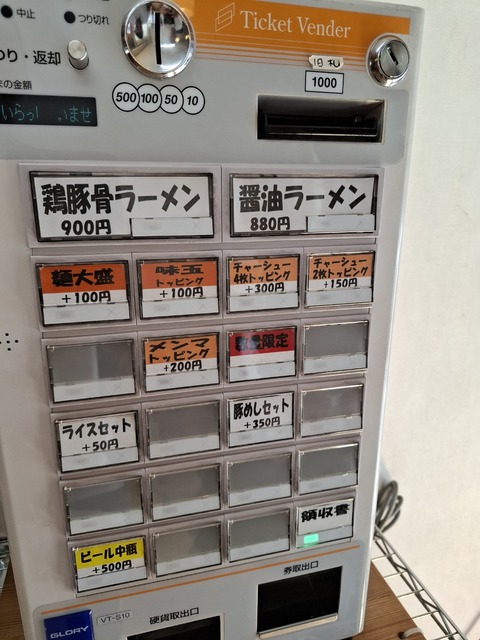 中止
つり切れ
Ticket Vender
つり・返却
旧札
1000
の金額
500 100 50 10
いらっ
ませ
鶏豚骨ラーメン
900円
醤油ラーメン
880円
麺大盛
+100円
味玉
トッピング
+100円
チャーシュー
4枚トッピング
+300円
チャーシュー
2枚トッピング
+150円
メンマ
トッピング
+200円
数量限定
ライスセット
+50円
豚めしセット
+350円
領収書
ビール中瓶
+500円
券取出口
VT-S10
硬貨取出口
GLORY